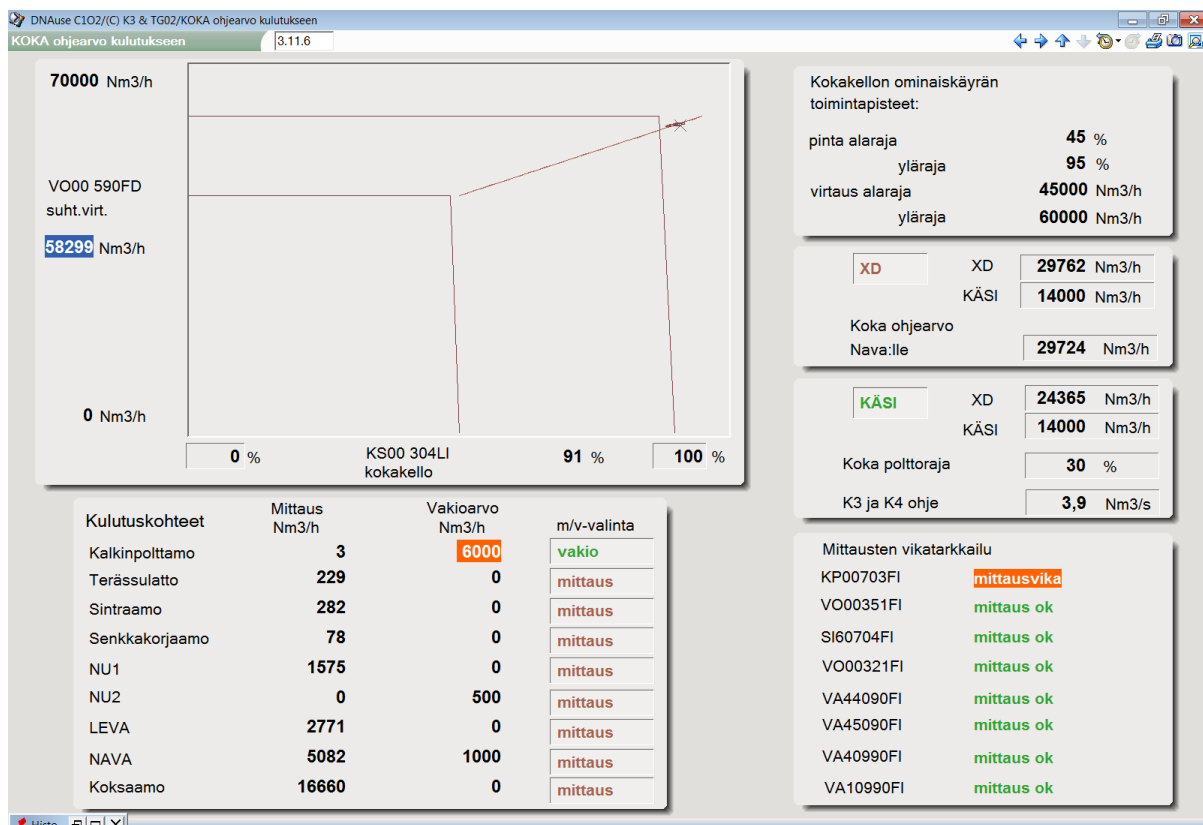 DNAuse C1O2/(C) K3 & TG02/KOKA ohjearvo kulutukseen
KOKA ohjearvo kulutukseen 3.11.6
70000 Nm3/h
VO00 590FD
suht.virt.
58299 Nm3/h
0 Nm3/h
0 % KS00 304LI 91 % 100 %
kokakello
Kokakellon ominaiskäyrän
toimintapisteet:
pinta alaraja 45 %
yläraja 95 %
virtaus alaraja 45000 Nm3/h
yläraja 60000 Nm3/h
XD XD 29762 Nm3/h
KÄSI 14000 Nm3/h
Koka ohjearvo
Nava:lle 29724 Nm3/h
KÄSI XD 24365 Nm3/h
KÄSI 14000 Nm3/h
Koka polttoraja 30 %
K3 ja K4 ohje 3,9 Nm3/s
Kulutuskohteet Mittaus Vakioarvo m/v-valinta
Nm3/h Nm3/h
Kalkinpolttamo 3 6000 vakio
Terässulatto 229 0 mittaus
Sintraamo 282 0 mittaus
Senkkakorjaamo 78 0 mittaus
NU1 1575 0 mittaus
NU2 0 500 mittaus
LEVA 2771 0 mittaus
NAVA 5082 1000 mittaus
Koksaamo 16660 0 mittaus
Mittausten vikatarkkailu
KP00703FI mittausvika
VO00351FI mittaus ok
SI60704FI mittaus ok
VO00321FI mittaus ok
VA44090FI mittaus ok
VA45090FI mittaus ok
VA40990FI mittaus ok
VA10990FI mittaus ok